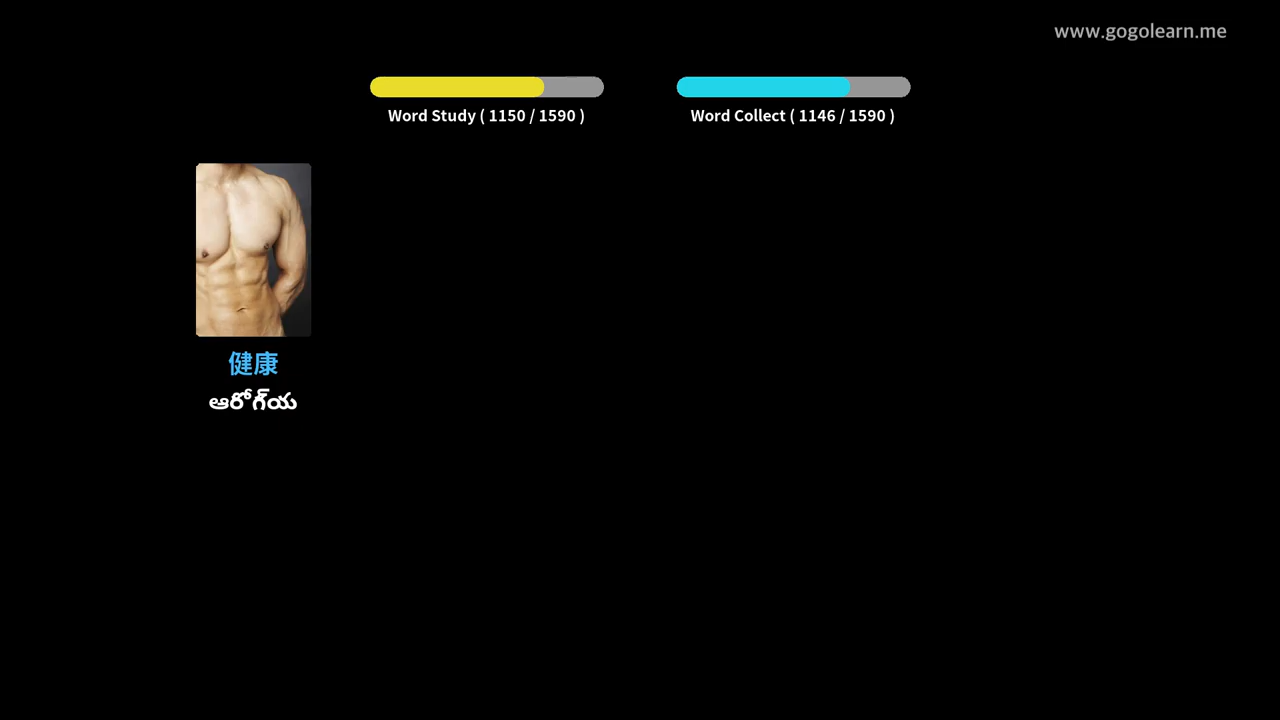 www.gogolearn.me
Word Study ( 1150 / 1590 )
Word Collect ( 1146 / 1590 )
健康
ఆరోగ్‌య